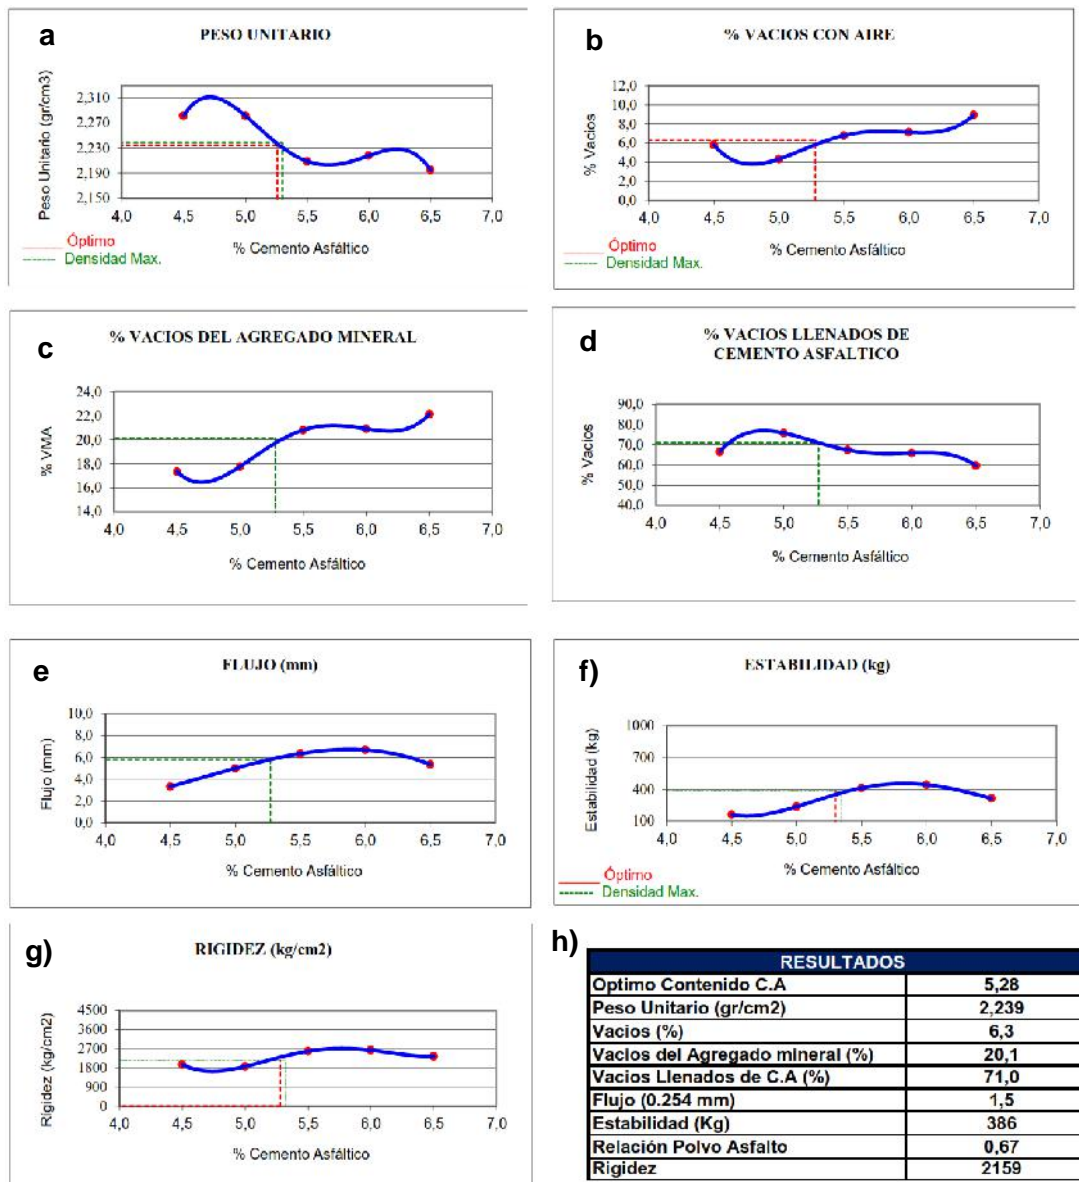 a
PESO UNITARIO
Peso Unitario (gr/cm3)
2,310
2,270
2,230
2,190
2,150
4,0 4,5 5,0 5,5 6,0 6,5 7,0
% Cemento Asfáltico
Óptimo
Densidad Max.
b
% VACIOS CON AIRE
% Vacios
12,0
10,0
8,0
6,0
4,0
2,0
0,0
4,0 4,5 5,0 5,5 6,0 6,5 7,0
% Cemento Asfáltico
Óptimo
Densidad Max.
c
% VACIOS DEL AGREGADO MINERAL
% VMA
24,0
22,0
20,0
18,0
16,0
14,0
4,0 4,5 5,0 5,5 6,0 6,5 7,0
% Cemento Asfáltico
d
% VACIOS LLENADOS DE
CEMENTO ASFALTICO
% Vacios
90,0
80,0
70,0
60,0
50,0
40,0
4,0 4,5 5,0 5,5 6,0 6,5 7,0
% Cemento Asfáltico
e
FLUJO (mm)
Flujo (mm)
10,0
8,0
6,0
4,0
2,0
0,0
4,0 4,5 5,0 5,5 6,0 6,5 7,0
% Cemento Asfáltico
f)
ESTABILIDAD (kg)
Estabilidad (kg)
1000
700
400
100
4,0 4,5 5,0 5,5 6,0 6,5 7,0
% Cemento Asfáltico
Óptimo
Densidad Max.
g)
RIGIDEZ (kg/cm2)
Rigidez (kg/cm2)
4500
3600
2700
1800
900
0
4,0 4,5 5,0 5,5 6,0 6,5 7,0
% Cemento Asfáltico
h)
RESULTADOS
Optimo Contenido C.A 5,28
Peso Unitario (gr/cm2) 2,239
Vacios (%) 6,3
Vacios del Agregado mineral (%) 20,1
Vacios Llenados de C.A (%) 71,0
Flujo (0.254 mm) 1,5
Estabilidad (Kg) 386
Relación Polvo Asfalto 0,67
Rigidez 2159